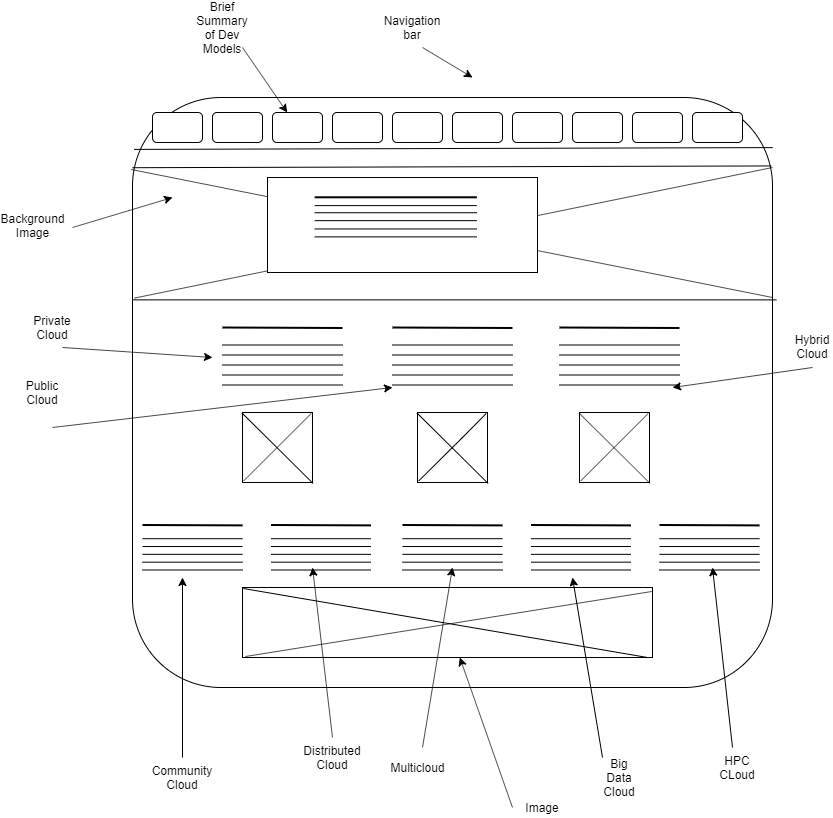 Brief
Summary
of Dev
Models
Navigation
bar
Background
Image
Private
Cloud
Hybrid
Cloud
Public
Cloud
Community
Cloud
Distributed
Cloud
Multicloud
Big
Data
Cloud
HPC
CLoud
Image